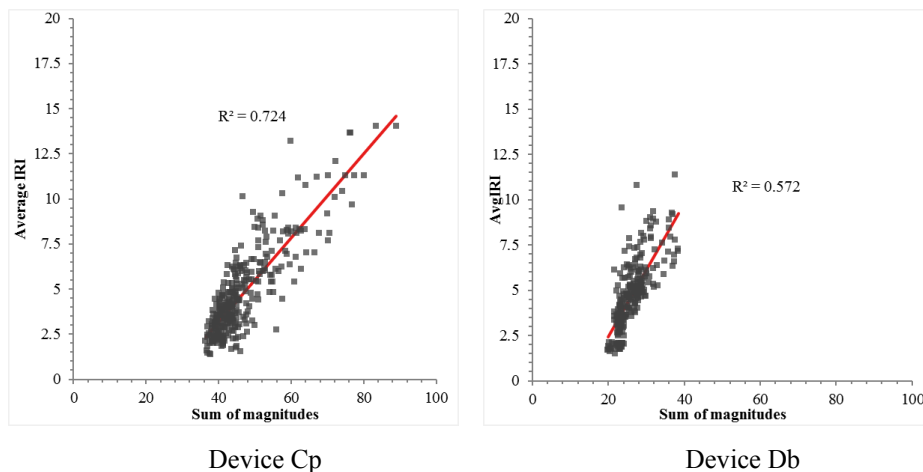 20
17.5
15
12.5
10
7.5
5
2.5
0
Average IRI
R² = 0.724
0 20 40 60 80 100
Sum of magnitudes
Device Cp
20
17.5
15
12.5
10
7.5
5
2.5
0
AvgIRI
R² = 0.572
0 20 40 60 80 100
Sum of magnitudes
Device Db